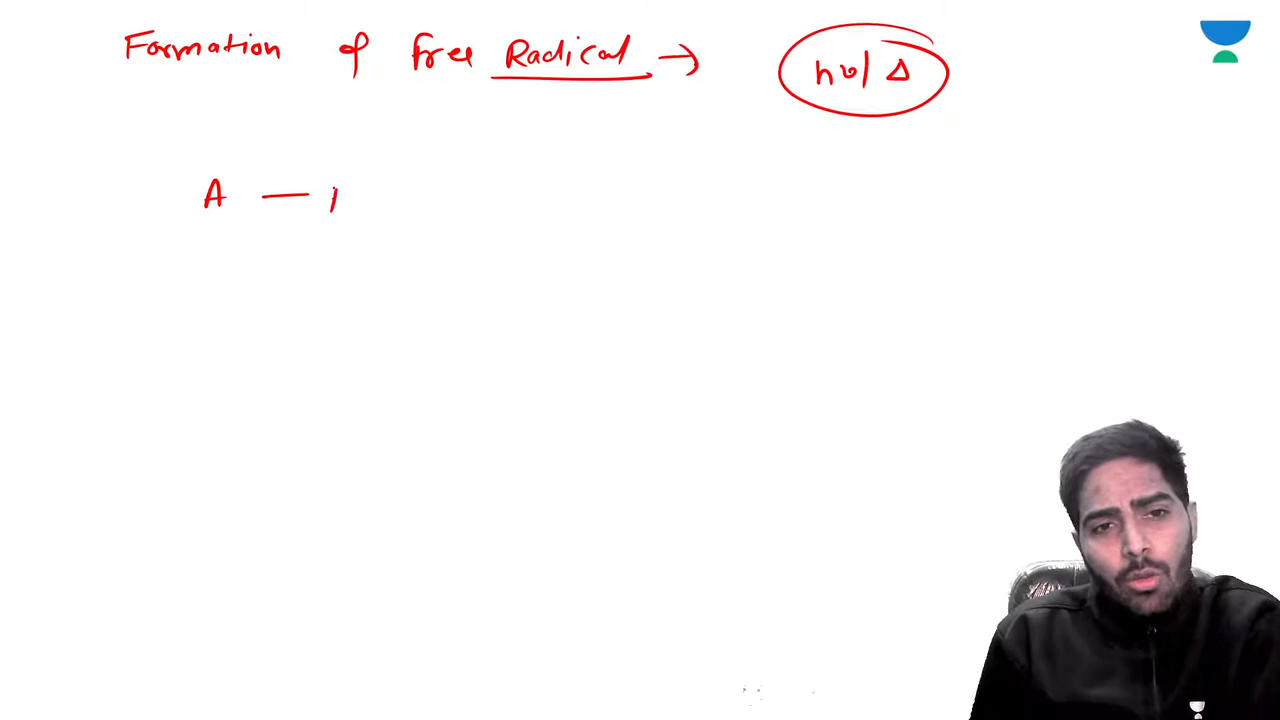 Formation of free Radical → hν/Δ
A —